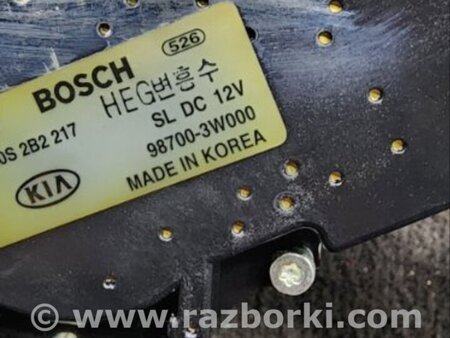 526
BOSCH
HEG변흥수
0S 2B2 217
SL DC 12V
98700-3W000
KIA
MADE IN KOREA
© www.razborki.com